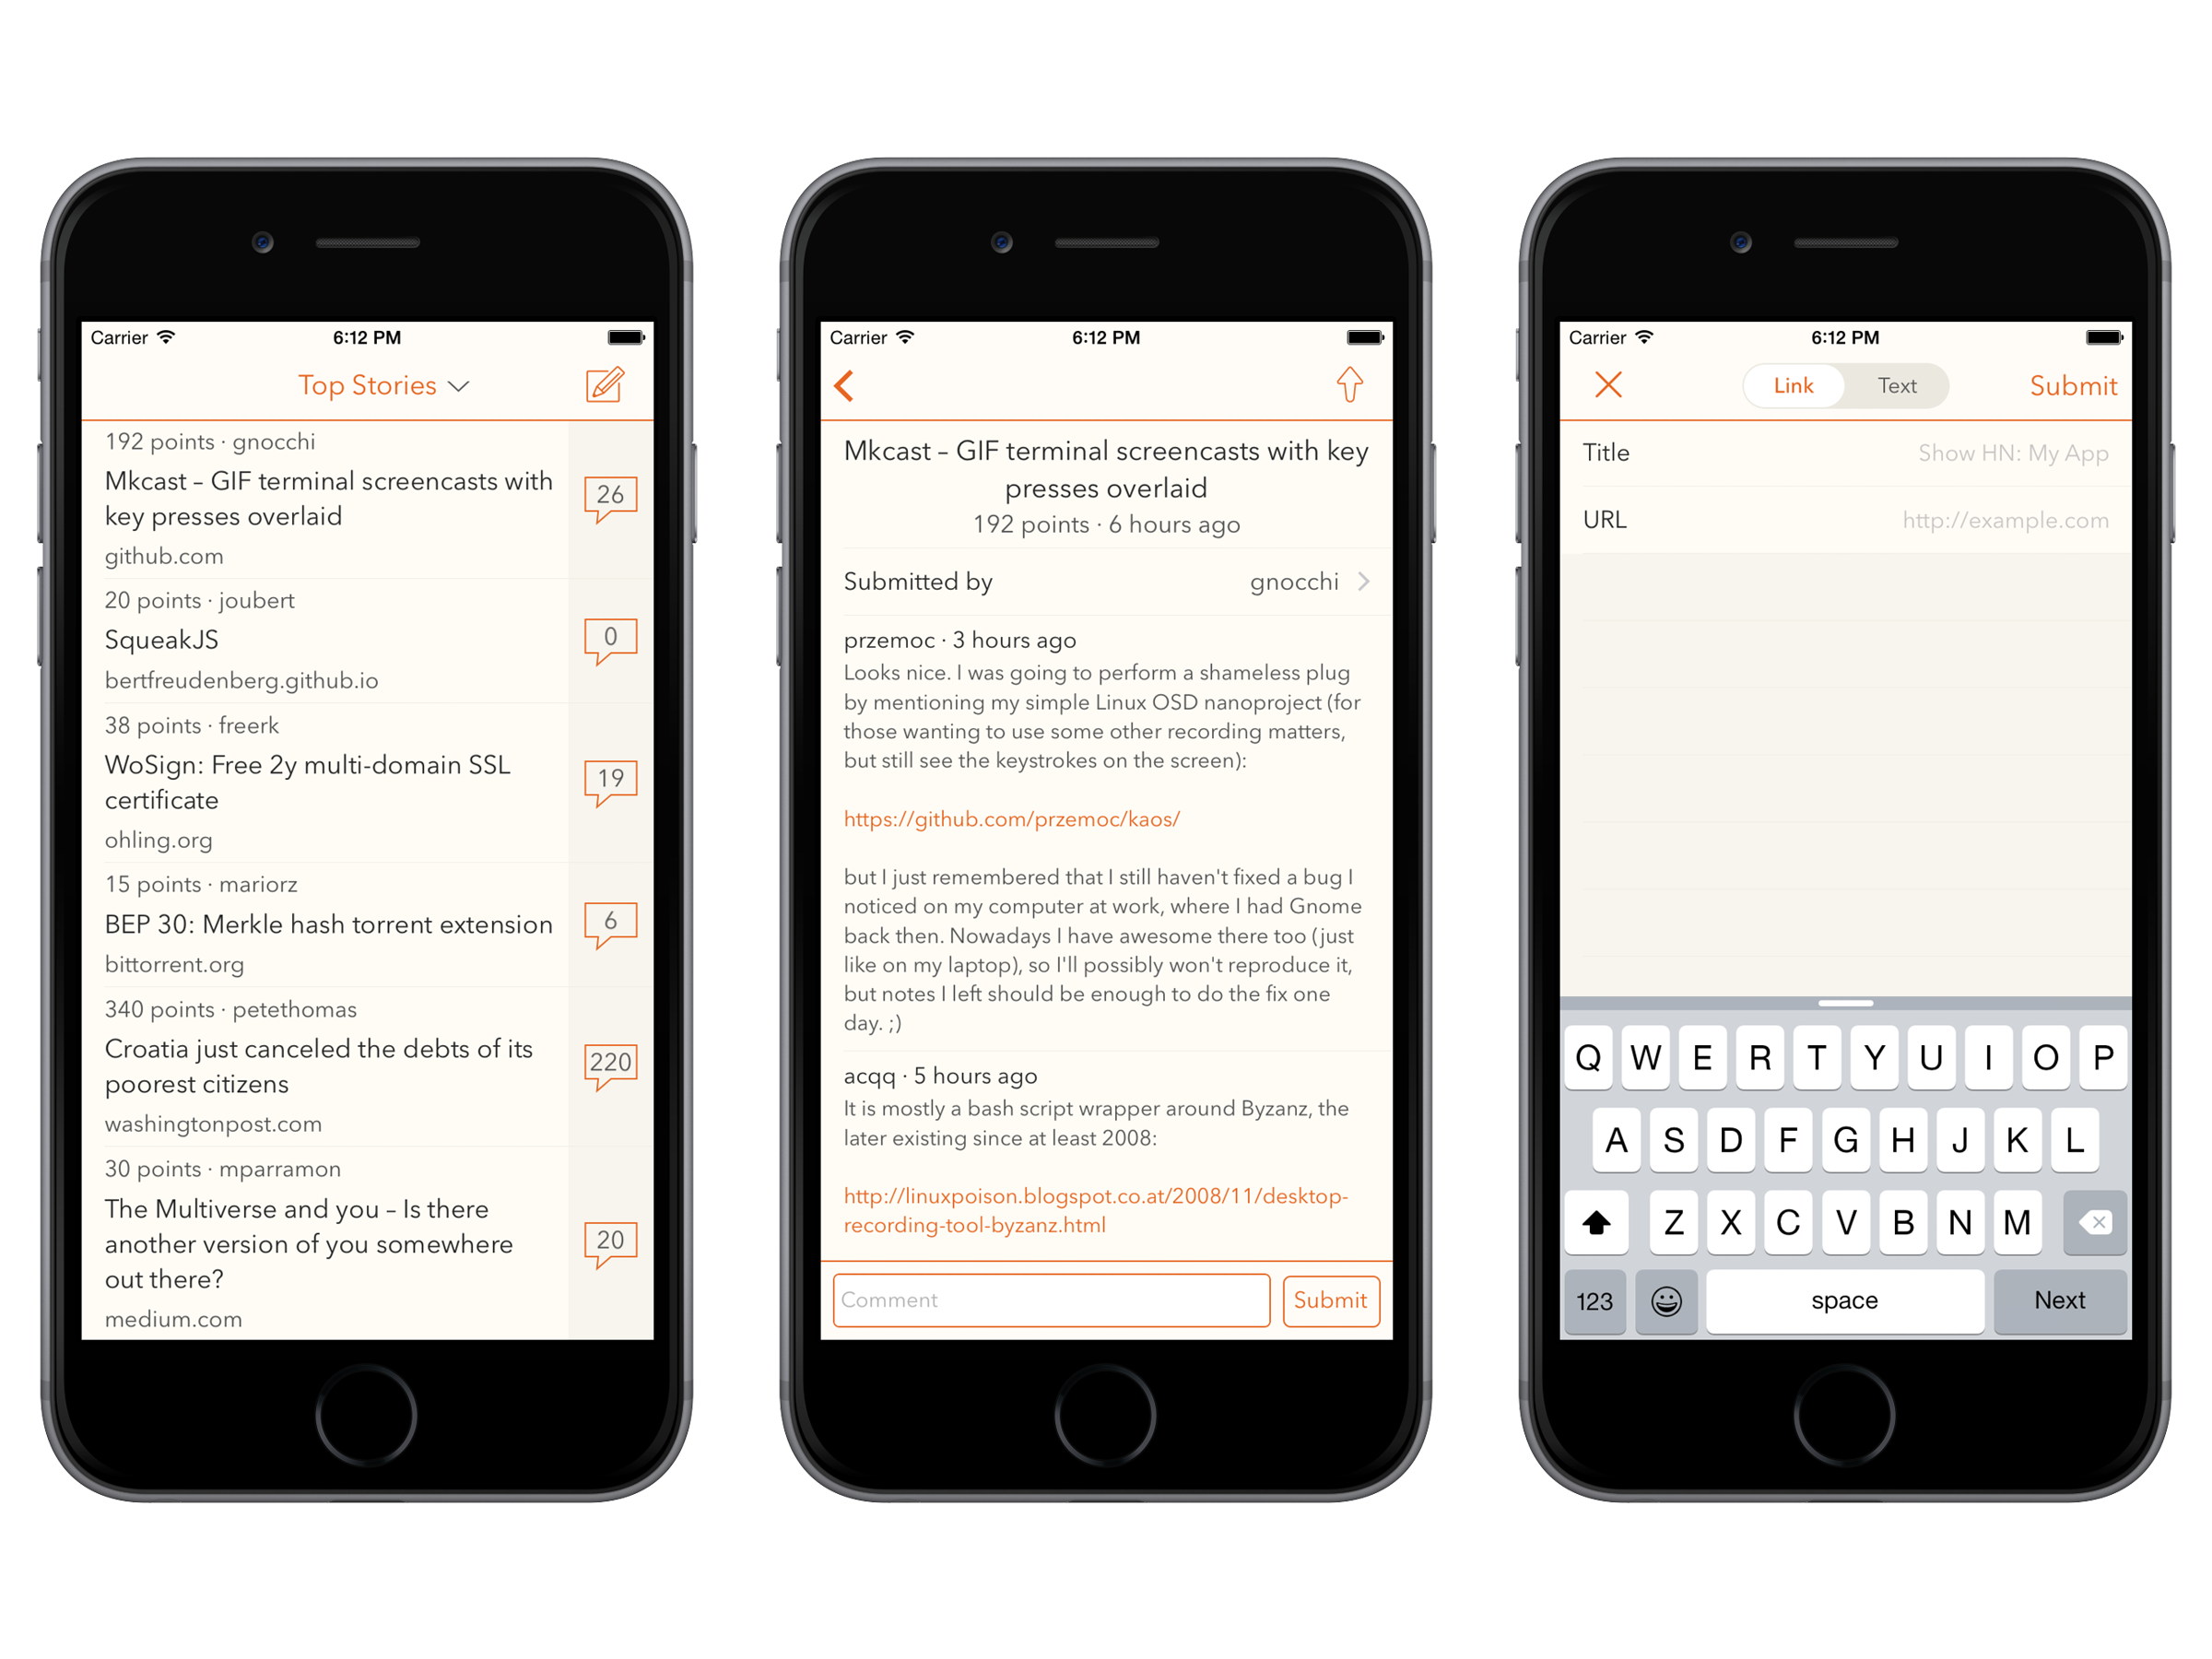 Carrier 6:12 PM
Top Stories
192 points · gnocchi
Mkcast – GIF terminal screencasts with
key presses overlaid
26
github.com
20 points · joubert
SqueakJS
0
bertfreudenberg.github.io
38 points · freerk
WoSign: Free 2y multi-domain SSL
certificate
19
ohling.org
15 points · mariorz
BEP 30: Merkle hash torrent extension
6
bittorrent.org
340 points · petethomas
Croatia just canceled the debts of its
poorest citizens
220
washingtonpost.com
30 points · mparramon
The Multiverse and you – Is there
another version of you somewhere
out there?
20
medium.com
Carrier 6:12 PM
Mkcast – GIF terminal screencasts with key
presses overlaid
192 points · 6 hours ago
Submitted by gnocchi
przemoc · 3 hours ago
Looks nice. I was going to perform a shameless plug
by mentioning my simple Linux OSD nanoproject (for
those wanting to use some other recording matters,
but still see the keystrokes on the screen):
https://github.com/przemoc/kaos/
but I just remembered that I still haven't fixed a bug I
noticed on my computer at work, where I had Gnome
back then. Nowadays I have awesome there too (just
like on my laptop), so I'll possibly won't reproduce it,
but notes I left should be enough to do the fix one
day. ;)
acqq · 5 hours ago
It is mostly a bash script wrapper around Byzanz, the
later existing since at least 2008:
http://linuxpoison.blogspot.co.at/2008/11/desktop-
recording-tool-byzanz.html
Comment Submit
Carrier 6:12 PM
Link Text Submit
Title Show HN: My App
URL http://example.com
Q W E R T Y U I O P
A S D F G H J K L
Z X C V B N M
123 space Next